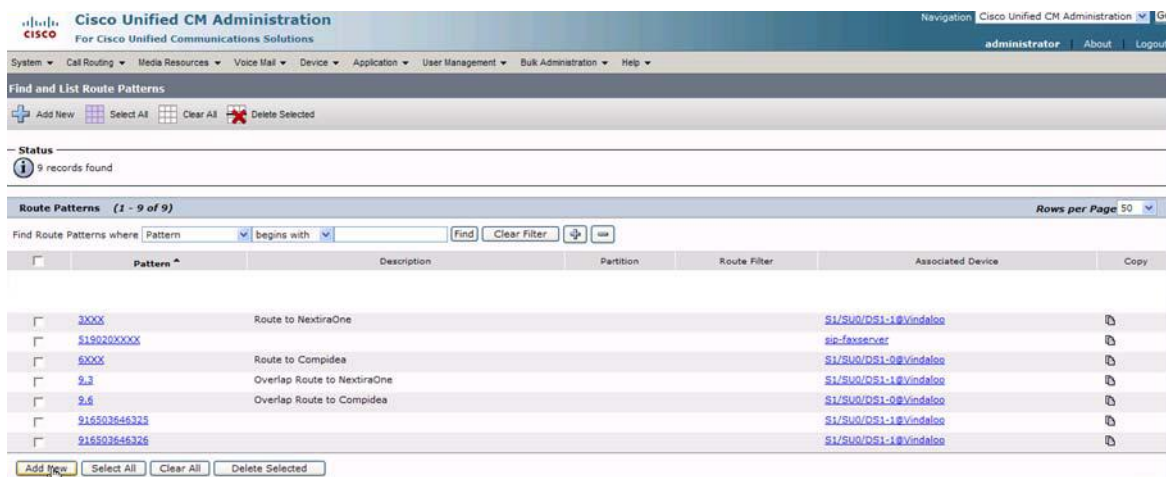 Navigation Cisco Unified CM Administration G
CISCO
Cisco Unified CM Administration
For Cisco Unified Communications Solutions
administrator | About | Logout
System Call Routing Media Resources Voice Mail Device Application User Management Bulk Administration Help
Find and List Route Patterns
Add New Select All Clear All Delete Selected
Status
9 records found
Route Patterns (1 - 9 of 9) Rows per Page 50
Find Route Patterns where Pattern begins with Find Clear Filter
Pattern Description Partition Route Filter Associated Device Copy
3XXX Route to NextiraOne S1/SU0/DS1-1@Vindaloo
519020XXXX sip-faxserver
6XXX Route to Compidea S1/SU0/DS1-0@Vindaloo
9.3 Overlap Route to NextiraOne S1/SU0/DS1-1@Vindaloo
9.6 Overlap Route to Compidea S1/SU0/DS1-0@Vindaloo
916503646325 S1/SU0/DS1-1@Vindaloo
916503646326 S1/SU0/DS1-1@Vindaloo
Add New Select All Clear All Delete Selected